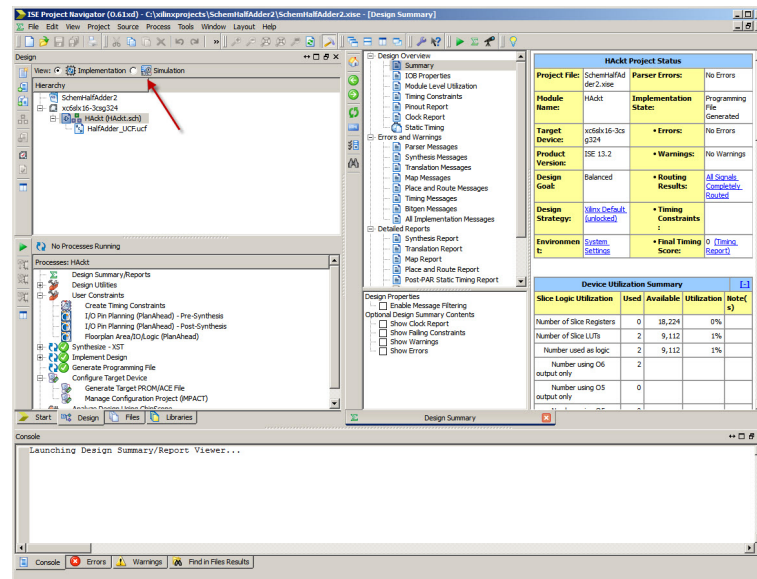 ISE Project Navigator (0.61xd) - C:\xilinxprojects\SchemHalfAdder2\SchemHalfAdder2.xise - [Design Summary]
File Edit View Project Source Process Tools Window Layout Help
Design
View: Implementation Simulation
Hierarchy
SchemHalfAdder2
xc6slx16-3csg324
HAckt (HAckt.sch)
HalfAdder_UCF.ucf
No Processes Running
Processes: HAckt
Design Summary/Reports
Design Utilities
User Constraints
Create Timing Constraints
I/O Pin Planning (PlanAhead) - Pre-Synthesis
I/O Pin Planning (PlanAhead) - Post-Synthesis
Floorplan Area/IO/Logic (PlanAhead)
Synthesize - XST
Implement Design
Generate Programming File
Configure Target Device
Generate Target PROM/ACE File
Manage Configuration Project (iMPACT)
Analyze Design Using ChipScope
Start Design Files Libraries
Design Overview
Summary
IOB Properties
Module Level Utilization
Timing Constraints
Pinout Report
Clock Report
Static Timing
Errors and Warnings
Parser Messages
Synthesis Messages
Translation Messages
Map Messages
Place and Route Messages
Timing Messages
Bitgen Messages
All Implementation Messages
Detailed Reports
Synthesis Report
Translation Report
Map Report
Place and Route Report
Post-PAR Static Timing Report
Design Properties
Enable Message Filtering
Optional Design Summary Contents
Show Clock Report
Show Failing Constraints
Show Warnings
Show Errors
Design Summary
HAckt Project Status
Project File: SchemHalfAd Parser Errors: No Errors
der2.xise
Module HAckt Implementation Programming
Name: State: File
Generated
Target xc6slx16-3cs • Errors: No Errors
Device: g324
Product ISE 13.2 • Warnings: No Warnings
Version:
Design Balanced • Routing All Signals
Goal: Results: Completely
Routed
Design Xilinx Default • Timing
Strategy: (unlocked) Constraints
:
Environmen System • Final Timing 0 (Timing
t: Settings Score: Report)
Device Utilization Summary [-]
Slice Logic Utilization Used Available Utilization Note(
s)
Number of Slice Registers 0 18,224 0%
Number of Slice LUTs 2 9,112 1%
Number used as logic 2 9,112 1%
Number using O6 2
output only
Number using O5 0
output only
Console
Launching Design Summary/Report Viewer...
Console Errors Warnings Find in Files Results